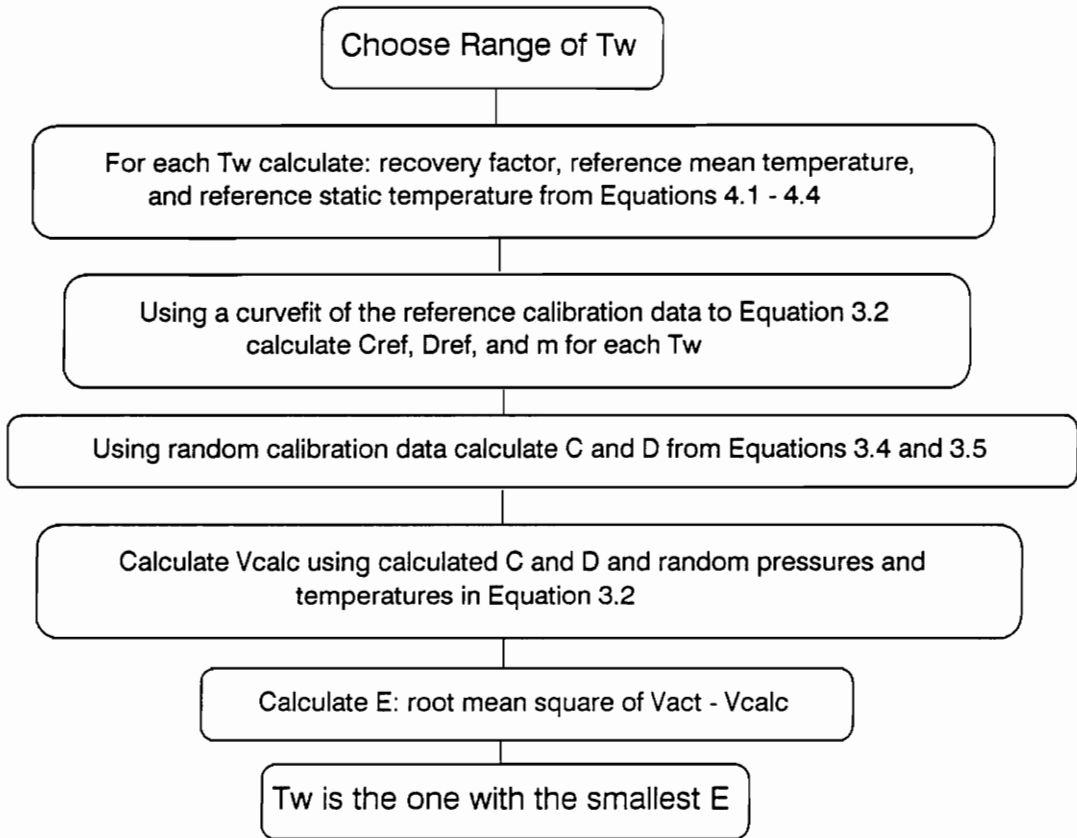 Choose Range of Tw
For each Tw calculate: recovery factor, reference mean temperature,
and reference static temperature from Equations 4.1 - 4.4
Using a curvefit of the reference calibration data to Equation 3.2
calculate Cref, Dref, and m for each Tw
Using random calibration data calculate C and D from Equations 3.4 and 3.5
Calculate Vcalc using calculated C and D and random pressures and
temperatures in Equation 3.2
Calculate E: root mean square of Vact - Vcalc
Tw is the one with the smallest E